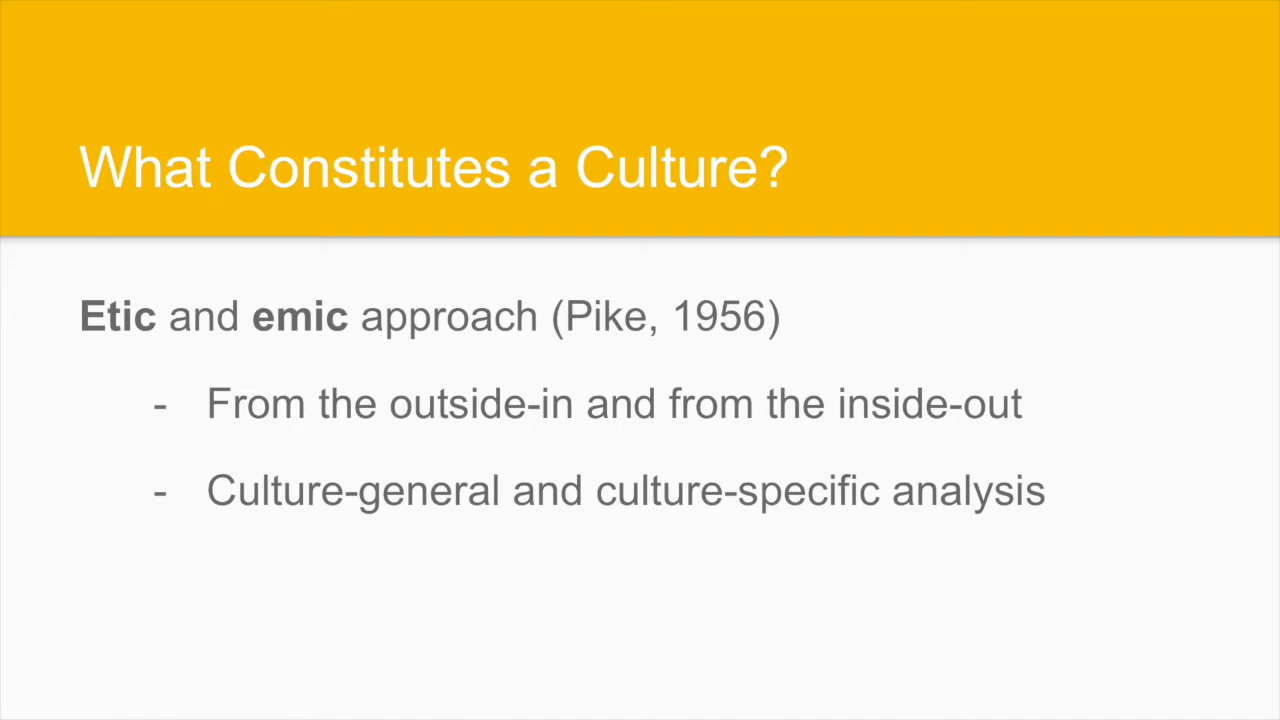 What Constitutes a Culture?
Etic and emic approach (Pike, 1956)
- From the outside-in and from the inside-out
- Culture-general and culture-specific analysis